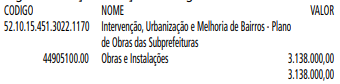 CODIGO NOME VALOR
52.10.15.451.3022.1170 Intervenção, Urbanização e Melhoria de Bairros - Plano
de Obras das Subprefeituras
44905100.00 Obras e Instalações 3.138.000,00
3.138.000,00